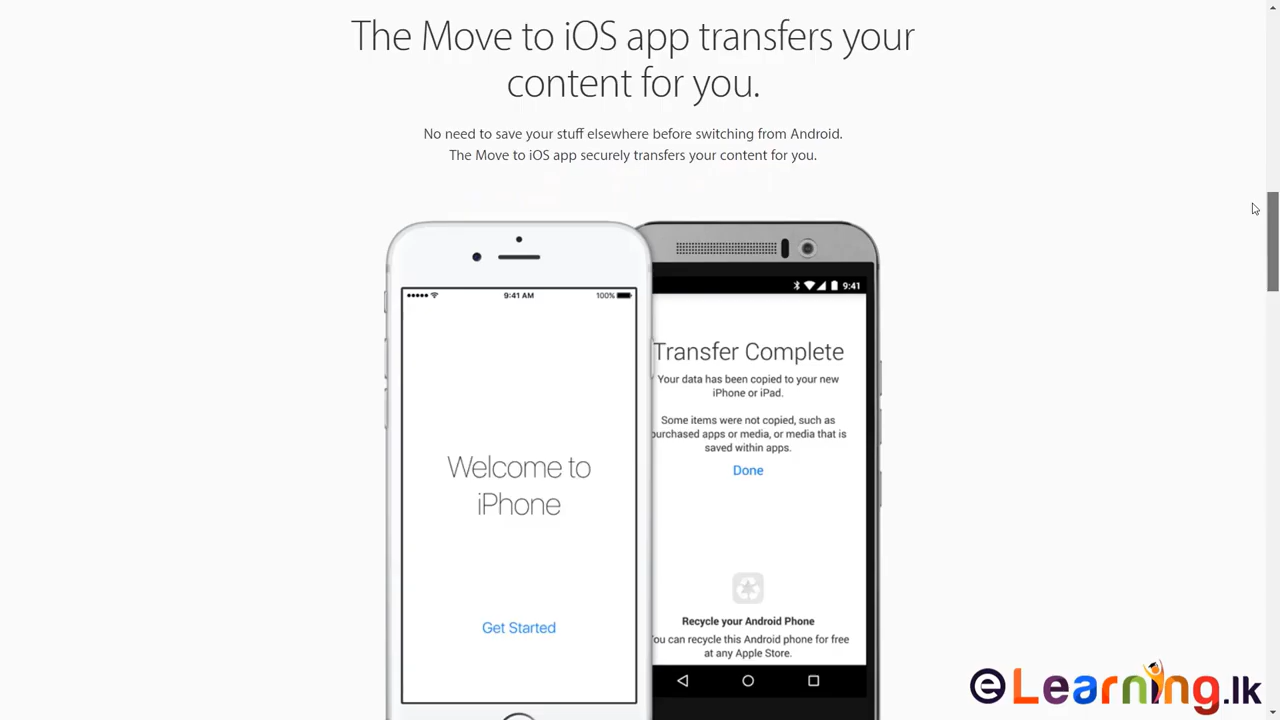 The Move to iOS app transfers your
content for you.
No need to save your stuff elsewhere before switching from Android.
The Move to iOS app securely transfers your content for you.
9:41 AM
100%
Welcome to
iPhone
Get Started
9:41
Transfer Complete
Your data has been copied to your new
iPhone or iPad.
Some items were not copied, such as
purchased apps or media, or media that is
saved within apps.
Done
Recycle your Android Phone
You can recycle this Android phone for free
at any Apple Store.
eLearning.lk